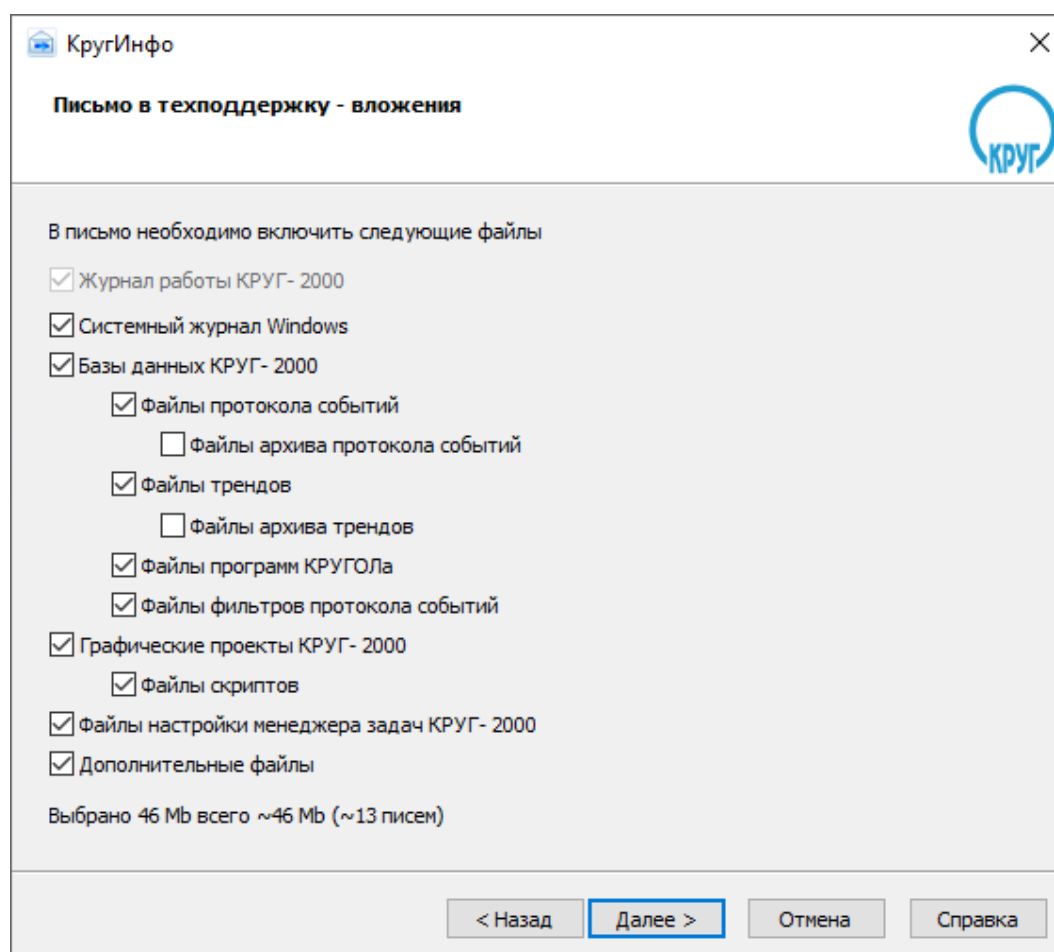 КругИнфо
Письмо в техподдержку - вложения
КРУГ
В письмо необходимо включить следующие файлы
Журнал работы КРУГ- 2000
Системный журнал Windows
Базы данных КРУГ- 2000
Файлы протокола событий
Файлы архива протокола событий
Файлы трендов
Файлы архива трендов
Файлы программ КРУГОЛа
Файлы фильтров протокола событий
Графические проекты КРУГ- 2000
Файлы скриптов
Файлы настройки менеджера задач КРУГ- 2000
Дополнительные файлы
Выбрано 46 Mb всего ~46 Mb (~13 писем)
< Назад Далее > Отмена Справка